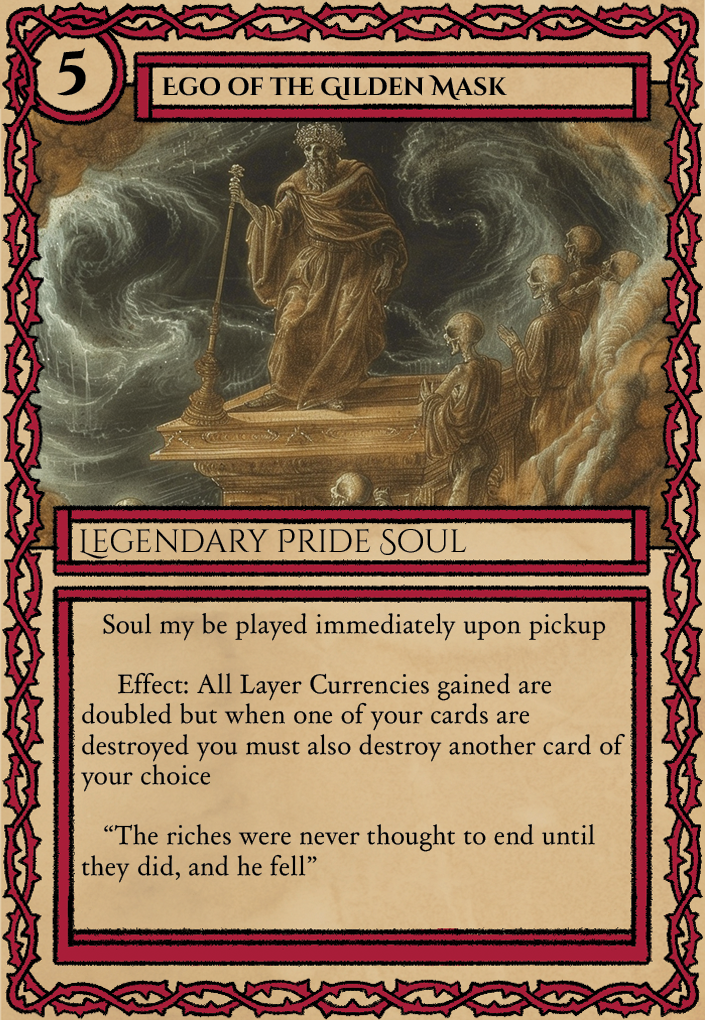 5
Ego of the Gilden Mask
Legendary Pride Soul
Soul my be played immediately upon pickup
Effect: All Layer Currencies gained are
doubled but when one of your cards are
destroyed you must also destroy another card of
your choice
“The riches were never thought to end until
they did, and he fell”